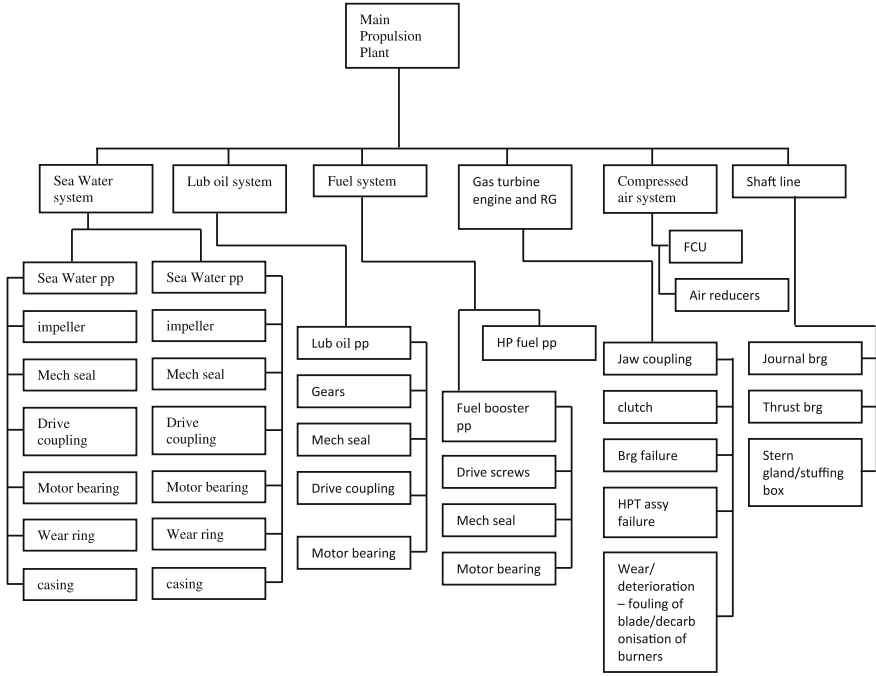 Main
Propulsion
Plant
Sea Water
system
Lub oil system
Fuel system
Gas turbine
engine and RG
Compressed
air system
Shaft line
FCU
Air reducers
Sea Water pp
impeller
Mech seal
Drive
coupling
Motor bearing
Wear ring
casing
Sea Water pp
impeller
Mech seal
Drive
coupling
Motor bearing
Wear ring
casing
Lub oil pp
Gears
Mech seal
Drive coupling
Motor bearing
HP fuel pp
Fuel booster
pp
Drive screws
Mech seal
Motor bearing
Jaw coupling
clutch
Brg failure
HPT assy
failure
Wear/
deterioration
– fouling of
blade/decarb
onisation of
burners
Journal brg
Thrust brg
Stern
gland/stuffing
box